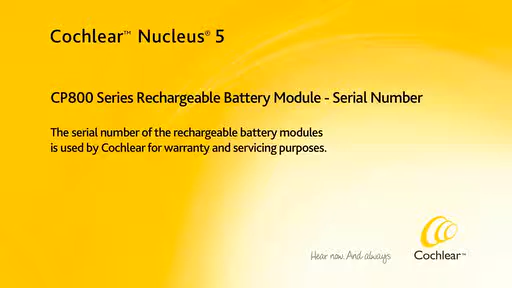 Cochlear™ Nucleus® 5
CP800 Series Rechargeable Battery Module - Serial Number
The serial number of the rechargeable battery modules
is used by Cochlear for warranty and servicing purposes.
Hear now. And always
Cochlear™